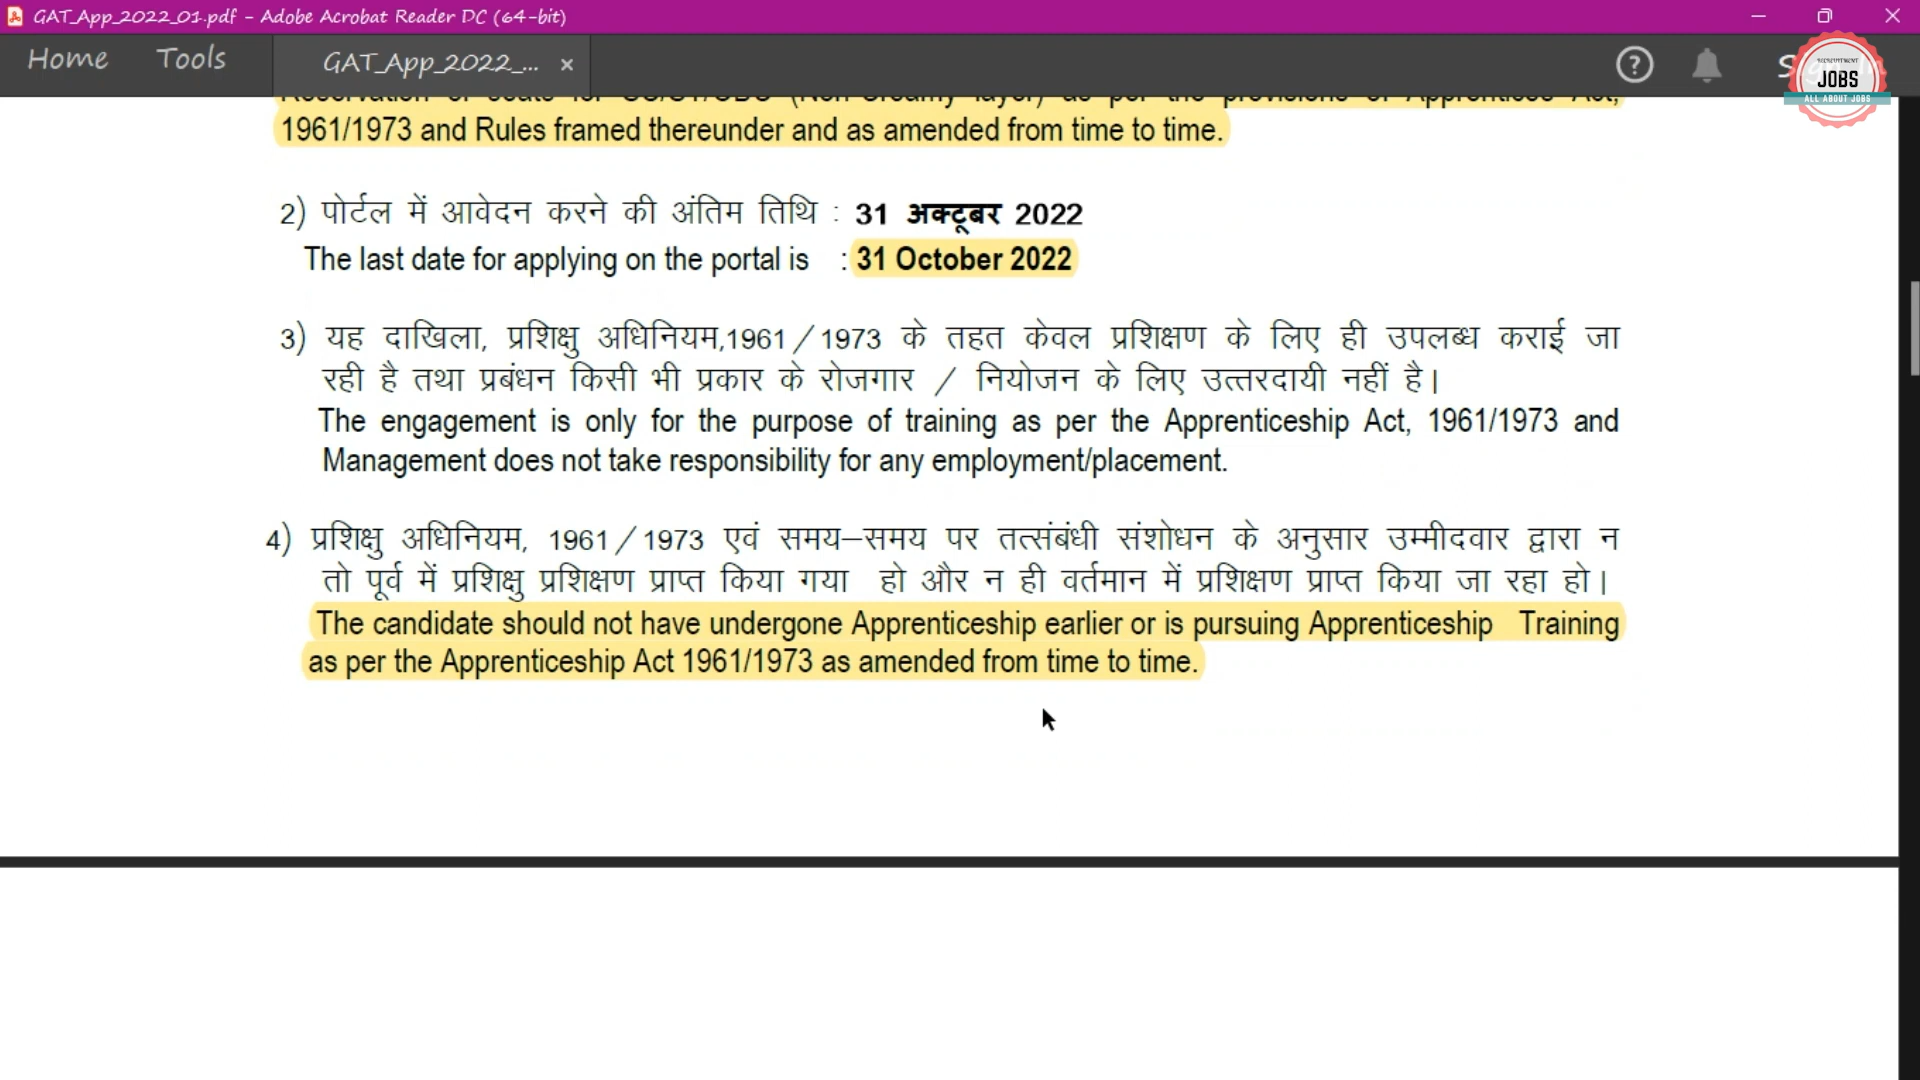 GAT_App_2022_01.pdf - Adobe Acrobat Reader DC (64-bit)
Home Tools GAT_App_2022_... ×
RECRUITMENT
JOBS
ALL ABOUT JOBS
1961/1973 and Rules framed thereunder and as amended from time to time.
2) पोर्टल में आवेदन करने की अंतिम तिथि : 31 अक्टूबर 2022
The last date for applying on the portal is : 31 October 2022
3) यह दाखिला, प्रशिक्षु अधिनियम,1961/1973 के तहत केवल प्रशिक्षण के लिए ही उपलब्ध कराई जा
रही है तथा प्रबंधन किसी भी प्रकार के रोजगार / नियोजन के लिए उत्तरदायी नहीं है।
The engagement is only for the purpose of training as per the Apprenticeship Act, 1961/1973 and
Management does not take responsibility for any employment/placement.
4) प्रशिक्षु अधिनियम, 1961/1973 एवं समय–समय पर तत्संबंधी संशोधन के अनुसार उम्मीदवार द्वारा न
तो पूर्व में प्रशिक्षु प्रशिक्षण प्राप्त किया गया हो और न ही वर्तमान में प्रशिक्षण प्राप्त किया जा रहा हो।
The candidate should not have undergone Apprenticeship earlier or is pursuing Apprenticeship Training
as per the Apprenticeship Act 1961/1973 as amended from time to time.